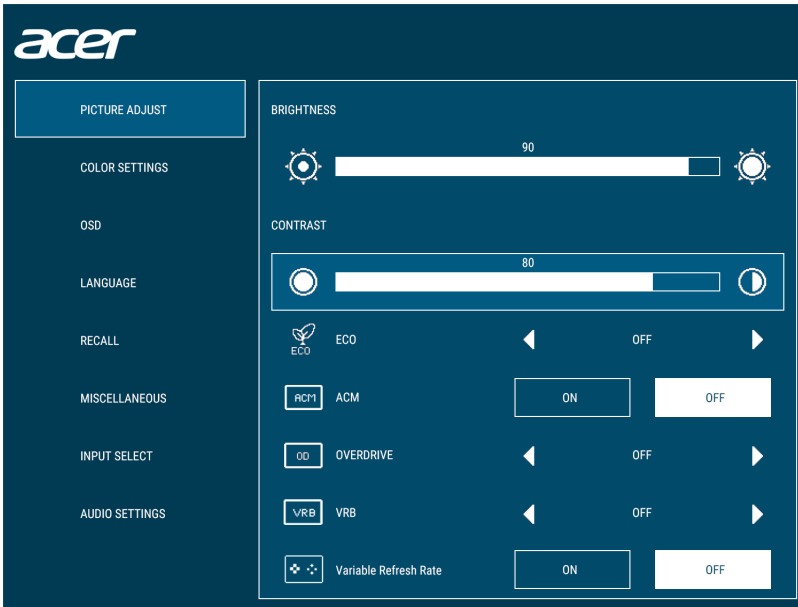 acer
PICTURE ADJUST
COLOR SETTINGS
OSD
LANGUAGE
RECALL
MISCELLANEOUS
INPUT SELECT
AUDIO SETTINGS
BRIGHTNESS
90
CONTRAST
80
ECO ECO OFF
ACM ACM ON OFF
OD OVERDRIVE OFF
VRB VRB OFF
Variable Refresh Rate ON OFF